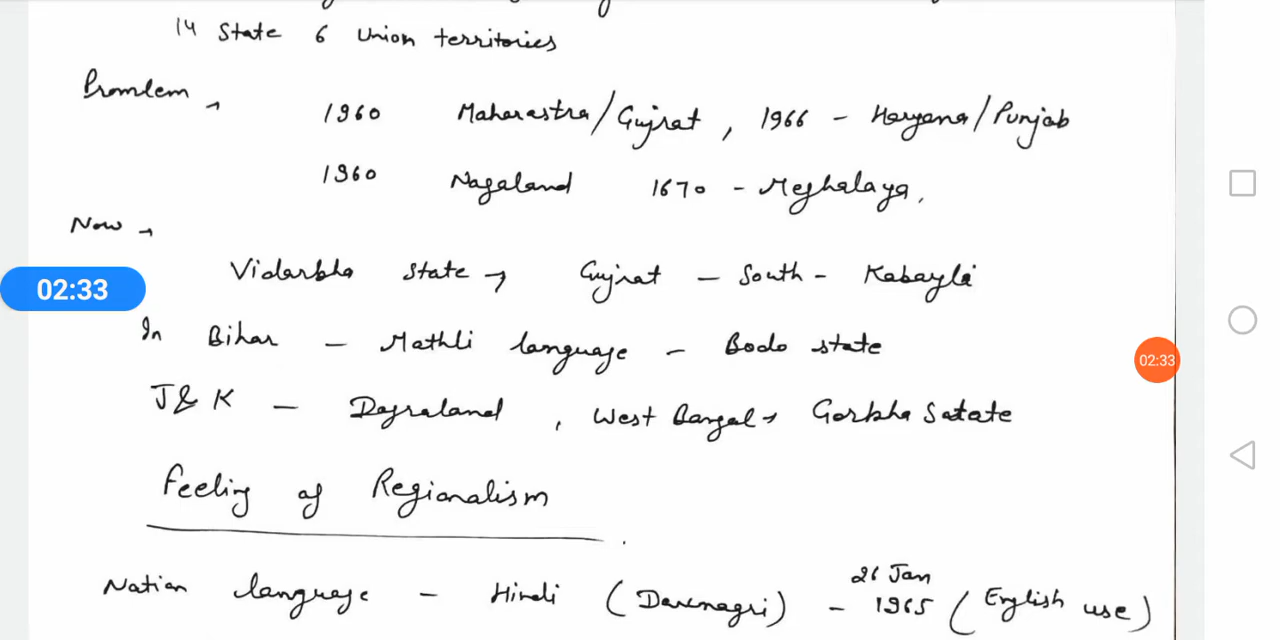 14 State 6 Union territories
Promlem → 1960 Maharastra/Gujrat, 1966 - Haryana/Punjab
1960 Nagaland 1670 - Meghalaya,
Now →
Vidarbha state → Gujrat - South - Kabayli
02:33
In Bihar - Mathli language - Bodo state
02:33
J & K - Dograland, West Bangal → Gorkha Satate
Feeling of Regionalism
26 Jan
Nation language - Hindi (Devnagri) - 1965 (English use)